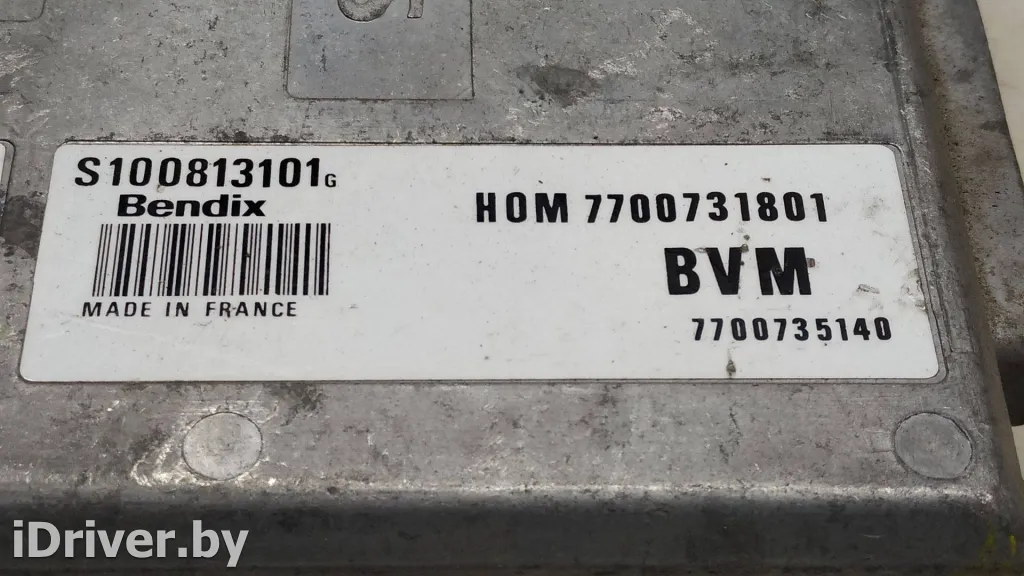 S100813101G
Bendix
MADE IN FRANCE
HOM 7700731801
BVM
7700735140
iDriver.by